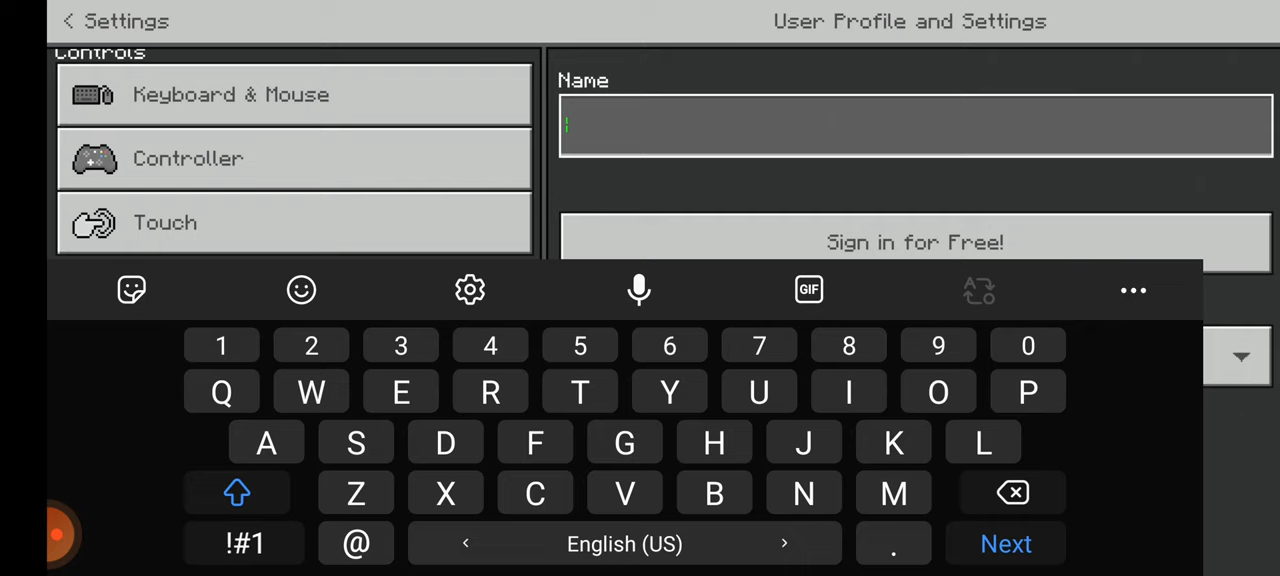 Settings
User Profile and Settings
Controls
Keyboard & Mouse
Controller
Touch
Name
Sign in for Free!
GIF
1 2 3 4 5 6 7 8 9 0
Q W E R T Y U I O P
A S D F G H J K L
Z X C V B N M
!#1 @ < English (US) > . Next